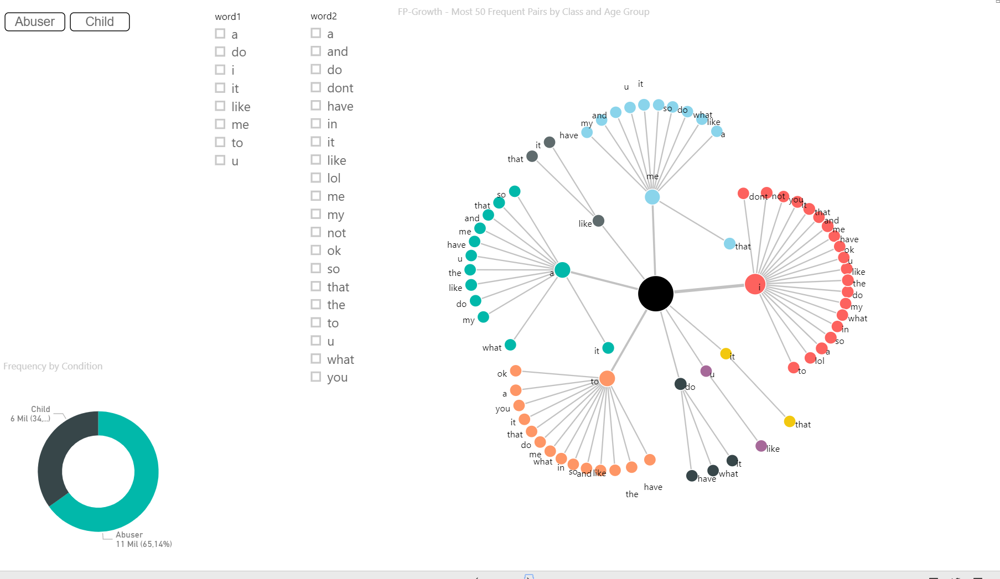 Abuser
Child
word1
a
do
i
it
like
me
to
u
word2
a
and
do
dont
have
in
it
like
lol
me
my
not
ok
so
that
the
to
u
what
you
FP-Growth - Most 50 Frequent Pairs by Class and Age Group
u
it
and
my
so
do
what
like
a
have
it
that
me
like
that
so
that
and
me
have
u
the
like
do
my
what
it
a
dont
not
you
it
that
and
me
have
ok
u
like
the
do
my
what
in
so
a
lol
to
i
it
u
do
that
like
it
what
have
to
ok
a
you
it
that
do
me
what
in
so
and
like
the
have
Frequency by Condition
Child
6 Mil (34,...)
Abuser
11 Mil (65,14%)